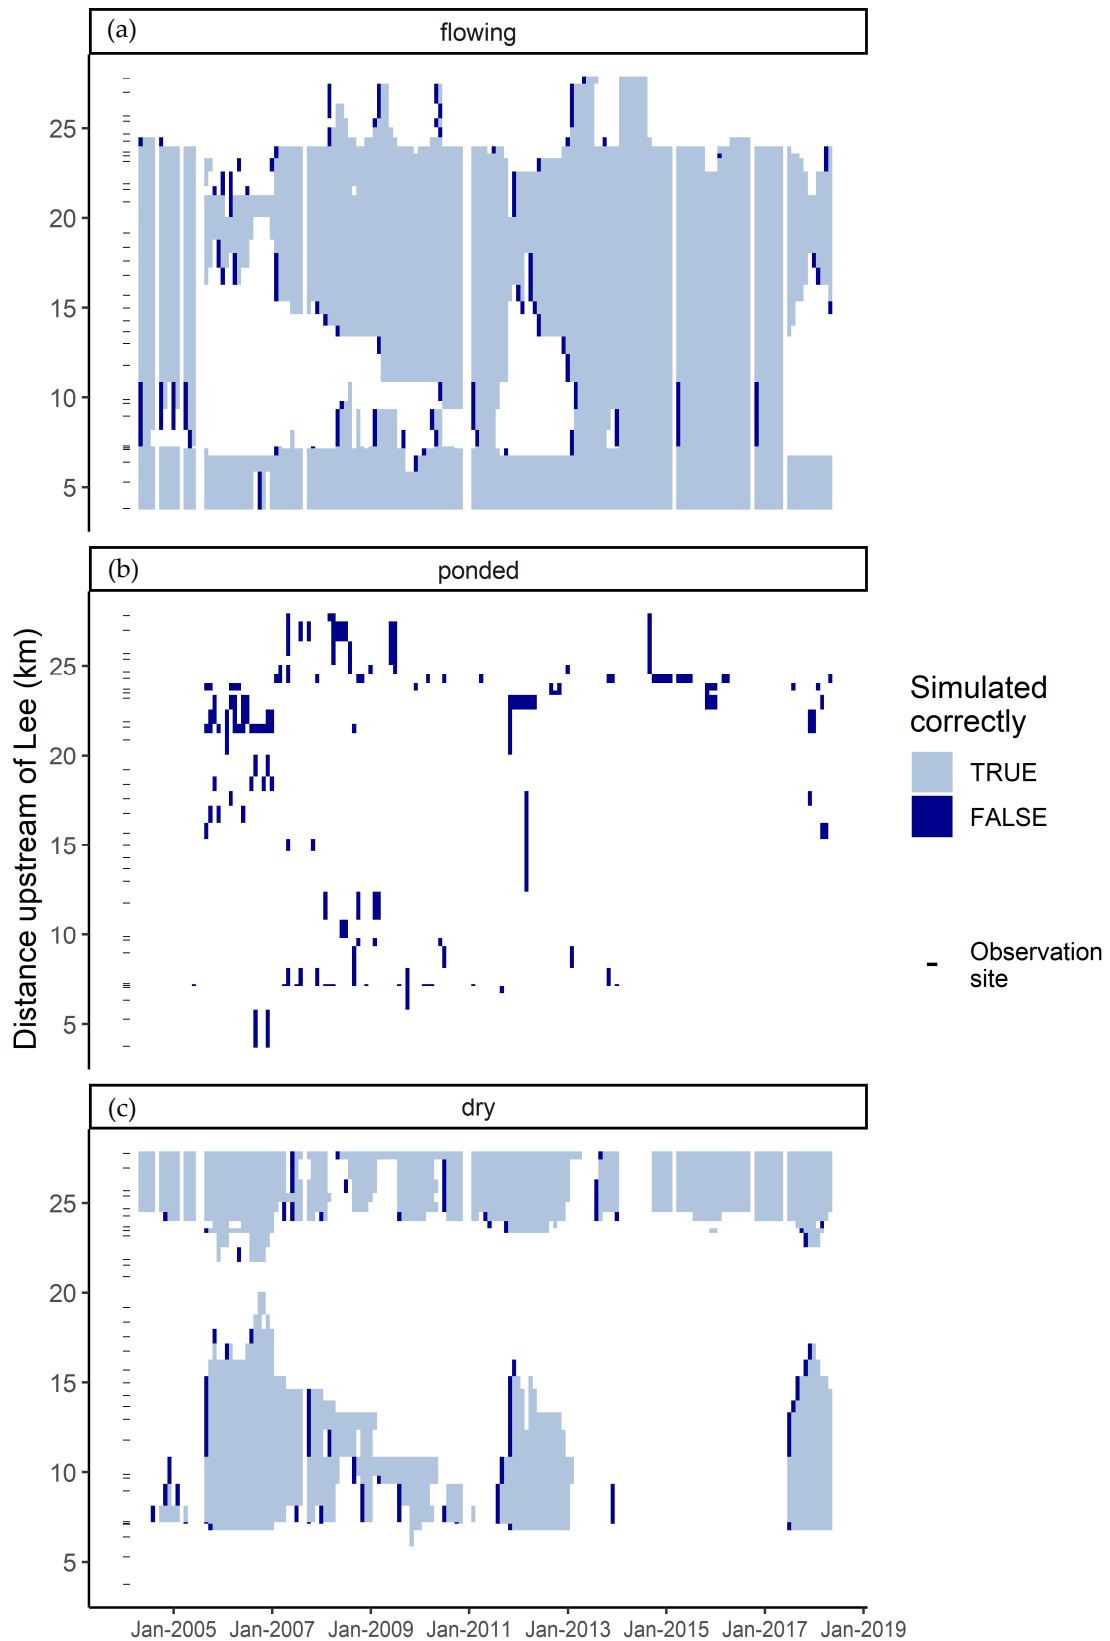 (a)
flowing
25
20
15
10
5
(b)
ponded
25
20
15
10
5
Distance upstream of Lee (km)
Simulated
correctly
TRUE
FALSE
Observation
site
(c)
dry
25
20
15
10
5
Jan-2005 Jan-2007 Jan-2009 Jan-2011 Jan-2013 Jan-2015 Jan-2017 Jan-2019